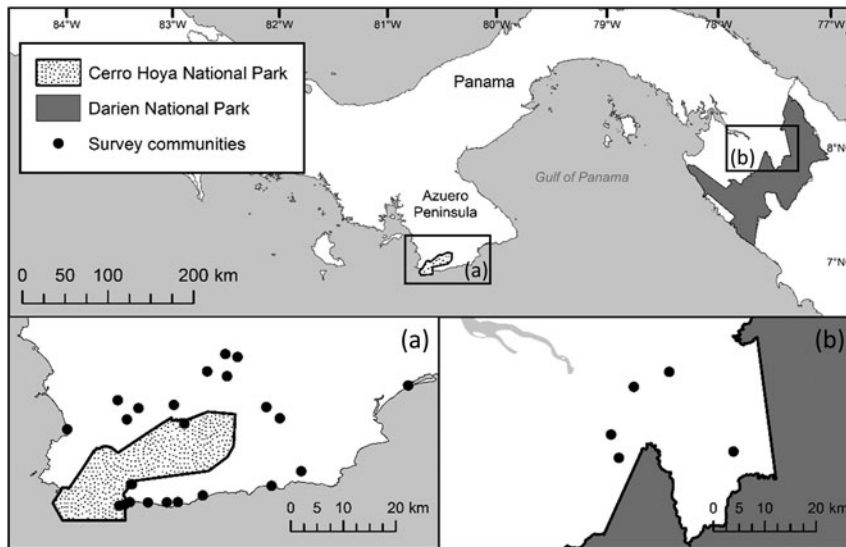 84°W 83°W 82°W 81°W 80°W 79°W 78°W 77°W
Cerro Hoya National Park
Darien National Park
Survey communities
Panama
8°N
(b)
Gulf of Panama
Azuero
Peninsula
(a)
7°N
0 50 100 200 km
(a)
0 5 10 20 km
(b)
0 5 10 20 km